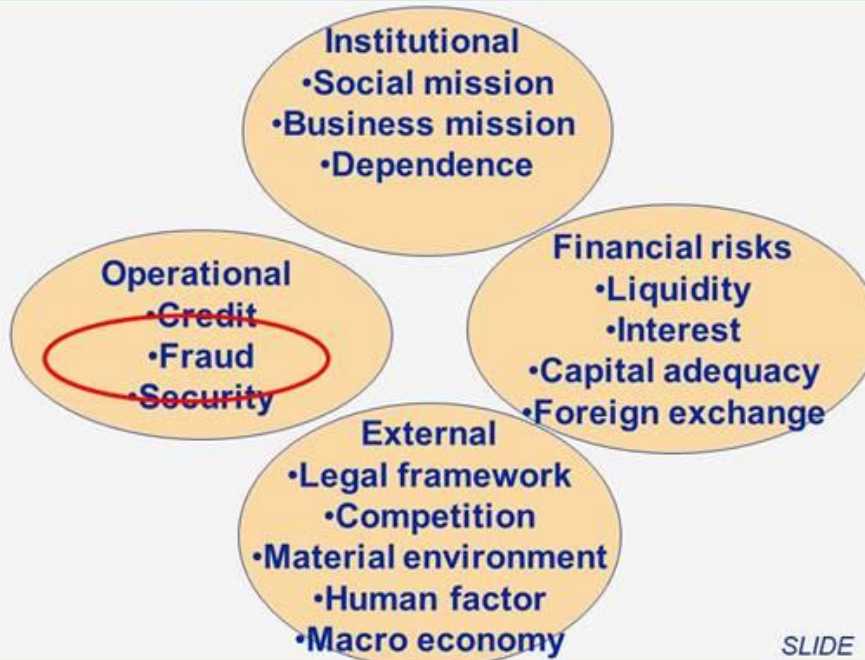 Institutional
•Social mission
•Business mission
•Dependence
Operational
•Credit
•Fraud
•Security
Financial risks
•Liquidity
•Interest
•Capital adequacy
•Foreign exchange
External
•Legal framework
•Competition
•Material environment
•Human factor
•Macro economy
SLIDE